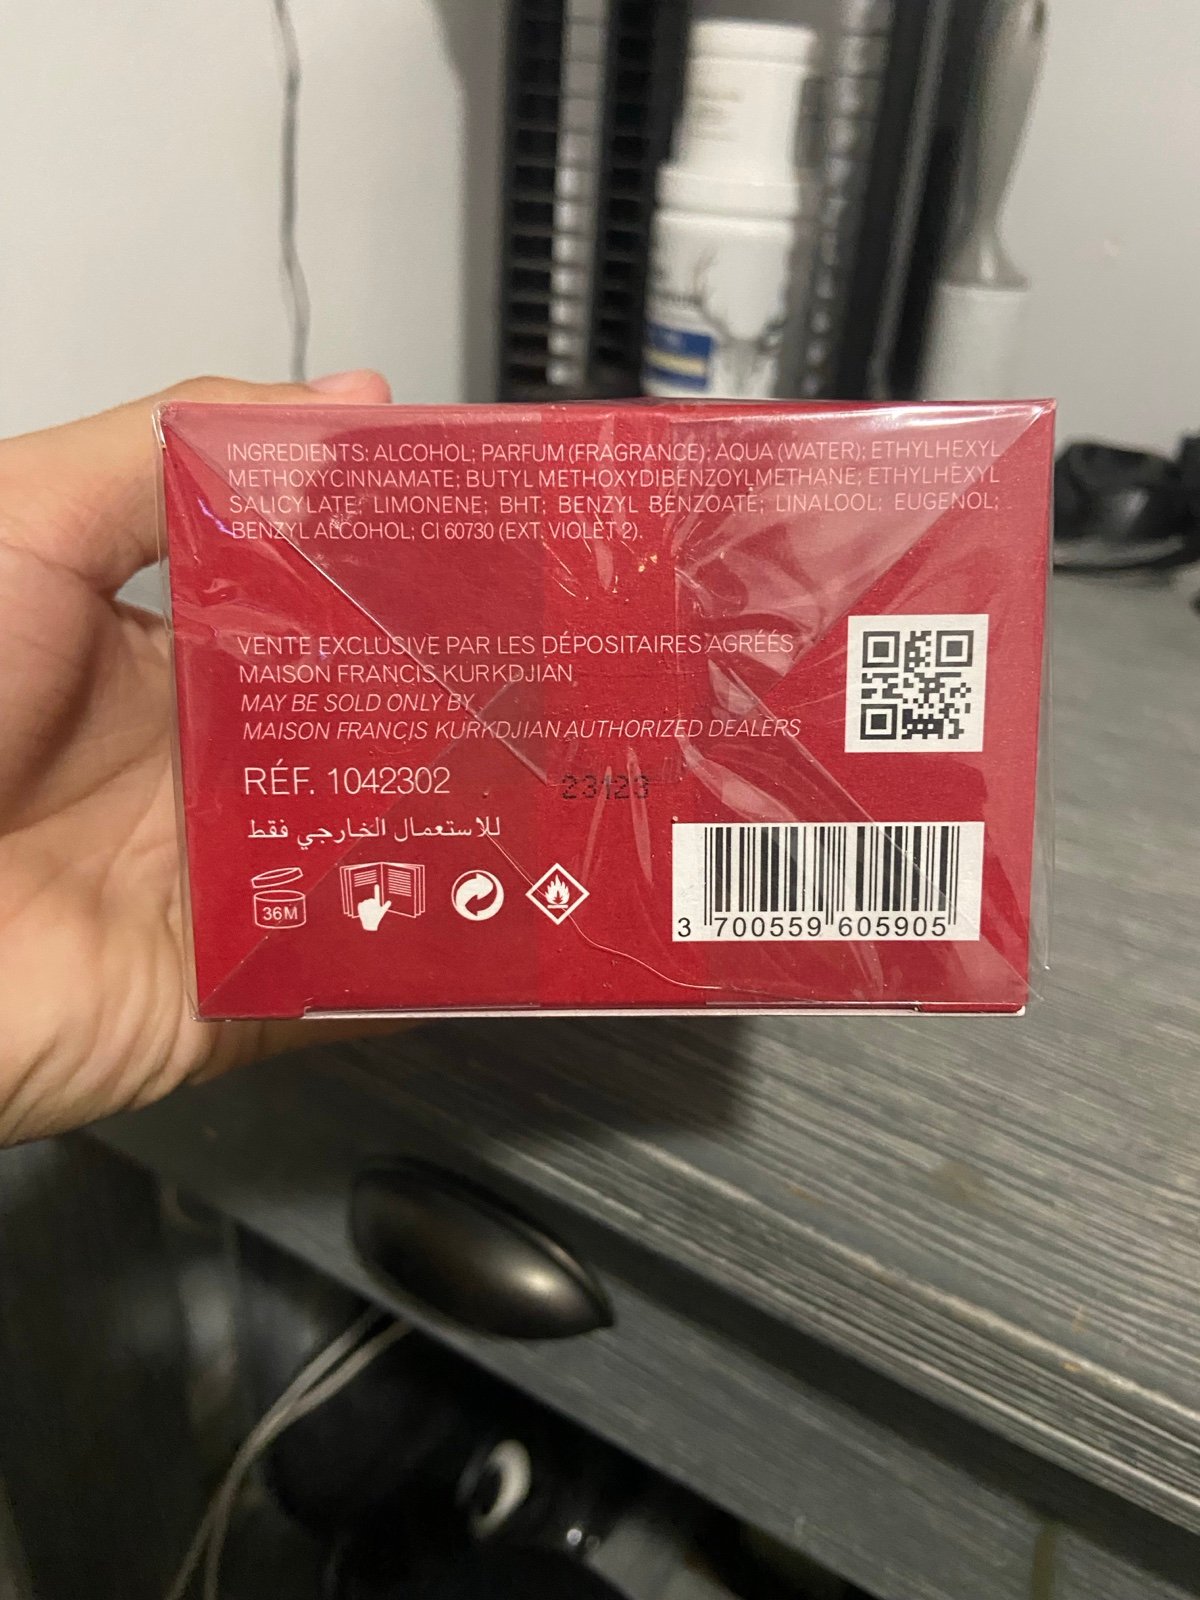 INGREDIENTS: ALCOHOL; PARFUM (FRAGRANCE); AQUA (WATER); ETHYLHEXYL
METHOXYCINNAMATE; BUTYL METHOXYDIBENZOYLMETHANE; ETHYLHEXYL
SALICYLATE; LIMONENE; BHT; BENZYL BENZOATE; LINALOOL; EUGENOL;
BENZYL ALCOHOL; CI 60730 (EXT. VIOLET 2).
VENTE EXCLUSIVE PAR LES DÉPOSITAIRES AGRÉÉS
MAISON FRANCIS KURKDJIAN
MAY BE SOLD ONLY BY
MAISON FRANCIS KURKDJIAN AUTHORIZED DEALERS
RÉF. 1042302
23123
للاستعمال الخارجي فقط
36M
3 700559 605905